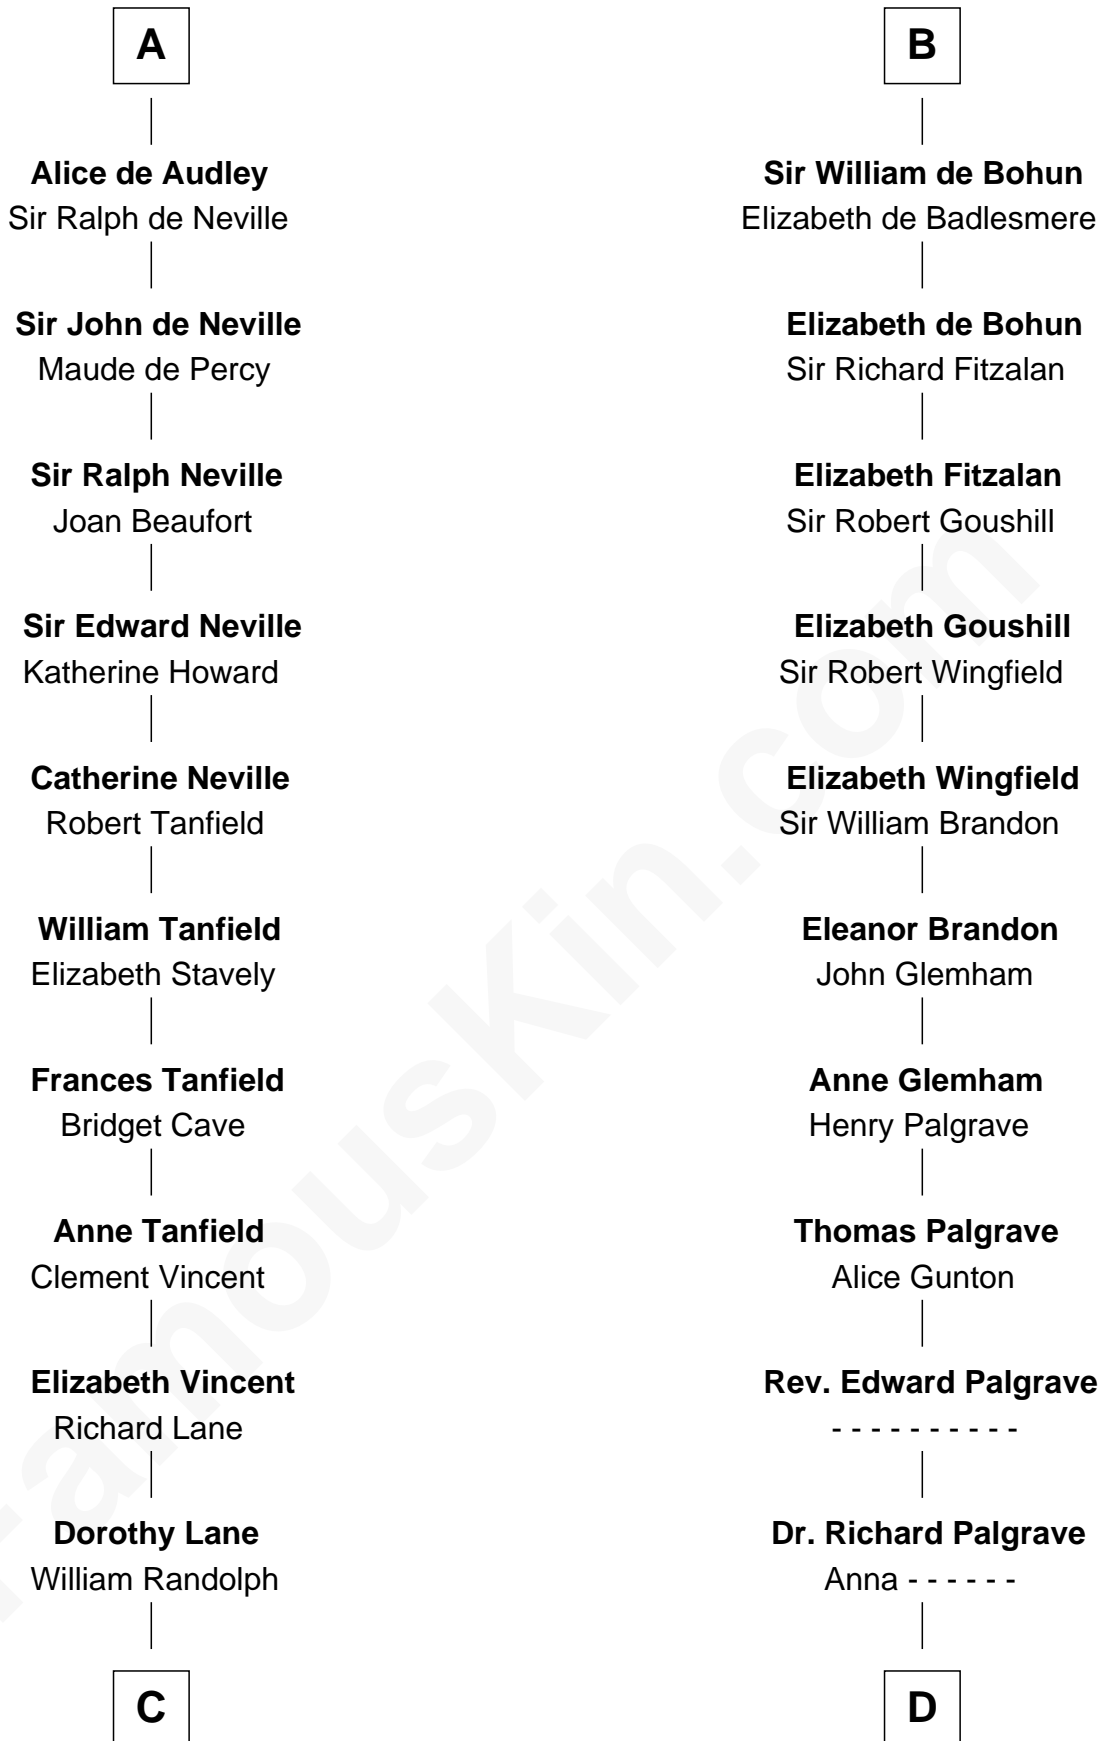 A
Alice de Audley
Sir Ralph de Neville
Sir John de Neville
Maude de Percy
Sir Ralph Neville
Joan Beaufort
Sir Edward Neville
Katherine Howard
Catherine Neville
Robert Tanfield
William Tanfield
Elizabeth Stavely
Frances Tanfield
Bridget Cave
Anne Tanfield
Clement Vincent
Elizabeth Vincent
Richard Lane
Dorothy Lane
William Randolph
C
B
Sir William de Bohun
Elizabeth de Badlesmere
Elizabeth de Bohun
Sir Richard Fitzalan
Elizabeth Fitzalan
Sir Robert Goushill
Elizabeth Goushill
Sir Robert Wingfield
Elizabeth Wingfield
Sir William Brandon
Eleanor Brandon
John Glemham
Anne Glemham
Henry Palgrave
Thomas Palgrave
Alice Gunton
Rev. Edward Palgrave
- - - - - - - - - -
Dr. Richard Palgrave
Anna - - - - - -
D
FamousKin.com